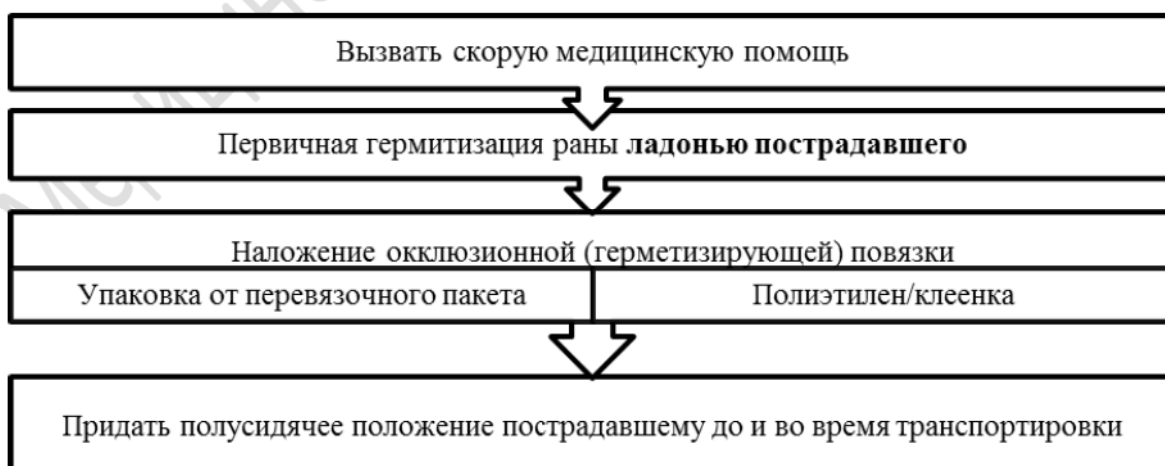 Вызвать скорую медицинскую помощь
Первичная гермитизация раны ладонью пострадавшего
Наложение окклюзионной (герметизирующей) повязки
Упаковка от перевязочного пакета
Полиэтилен/клеенка
Придать полусидячее положение пострадавшему до и во время транспортировки